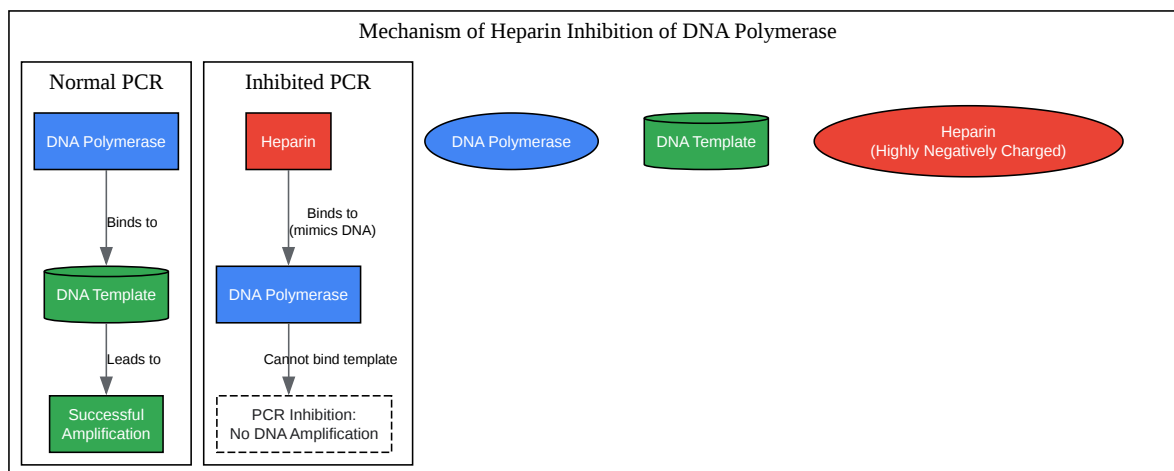 Mechanism of Heparin Inhibition of DNA Polymerase
Normal PCR
DNA Polymerase
Binds to
DNA Template
Leads to
Successful
Amplification
Inhibited PCR
Heparin
Binds to
(mimics DNA)
DNA Polymerase
Cannot bind template
PCR Inhibition:
No DNA Amplification
DNA Polymerase
DNA Template
Heparin
(Highly Negatively Charged)